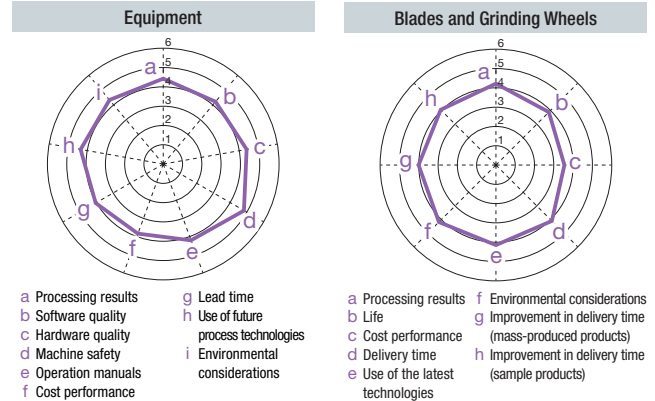 Equipment
6
5
4
3
2
1
a
b
c
d
e
f
g
h
i
a Processing results
b Software quality
c Hardware quality
d Machine safety
e Operation manuals
f Cost performance
g Lead time
h Use of future
process technologies
i Environmental
considerations
Blades and Grinding Wheels
6
5
4
3
2
1
a
b
c
d
e
f
g
h
a Processing results
b Life
c Cost performance
d Delivery time
e Use of the latest
technologies
f Environmental considerations
g Improvement in delivery time
(mass-produced products)
h Improvement in delivery time
(sample products)